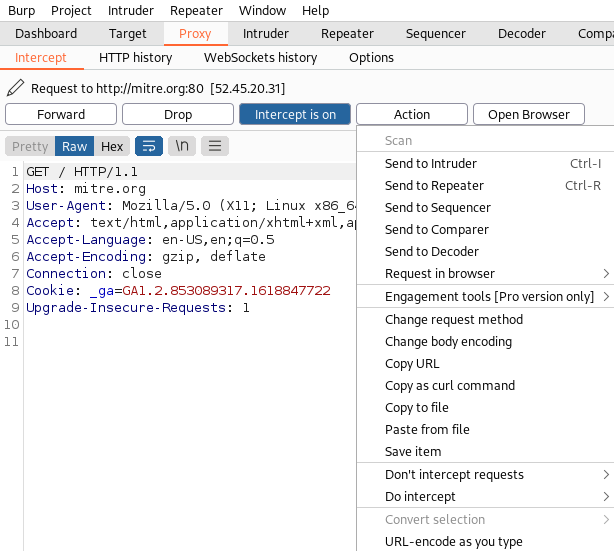 Burp Project Intruder Repeater Window Help
Dashboard Target Proxy Intruder Repeater Sequencer Decoder Compa
Intercept HTTP history WebSockets history Options
Request to http://mitre.org:80 [52.45.20.31]
Forward Drop Intercept is on Action Open Browser
Pretty Raw Hex \n
1 GET / HTTP/1.1
2 Host: mitre.org
3 User-Agent: Mozilla/5.0 (X11; Linux x86_64
4 Accept: text/html,application/xhtml+xml,ap
5 Accept-Language: en-US,en;q=0.5
6 Accept-Encoding: gzip, deflate
7 Connection: close
8 Cookie: _ga=GA1.2.853089317.1618847722
9 Upgrade-Insecure-Requests: 1
10
11
Scan
Send to Intruder Ctrl-I
Send to Repeater Ctrl-R
Send to Sequencer
Send to Comparer
Send to Decoder
Request in browser
Engagement tools [Pro version only]
Change request method
Change body encoding
Copy URL
Copy as curl command
Copy to file
Paste from file
Save item
Don't intercept requests
Do intercept
Convert selection
URL-encode as you type